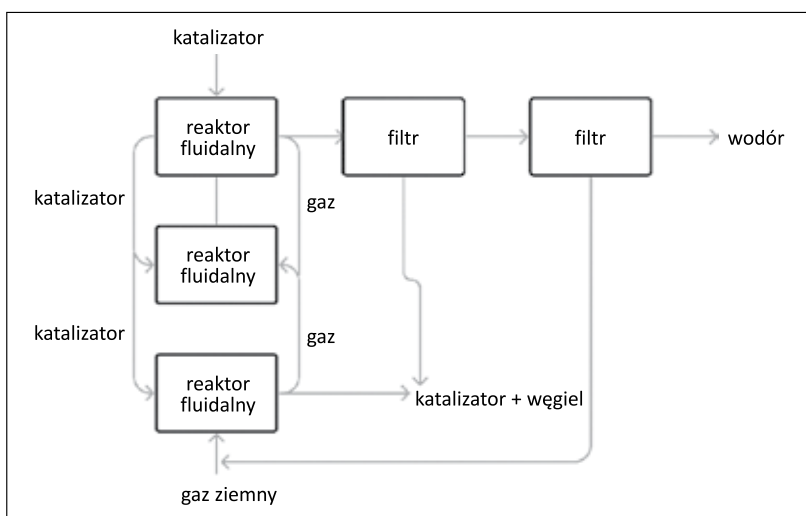 katalizator
reaktor
fluidalny
filtr
filtr
wodór
katalizator
gaz
reaktor
fluidalny
katalizator
gaz
reaktor
fluidalny
katalizator + węgiel
gaz ziemny